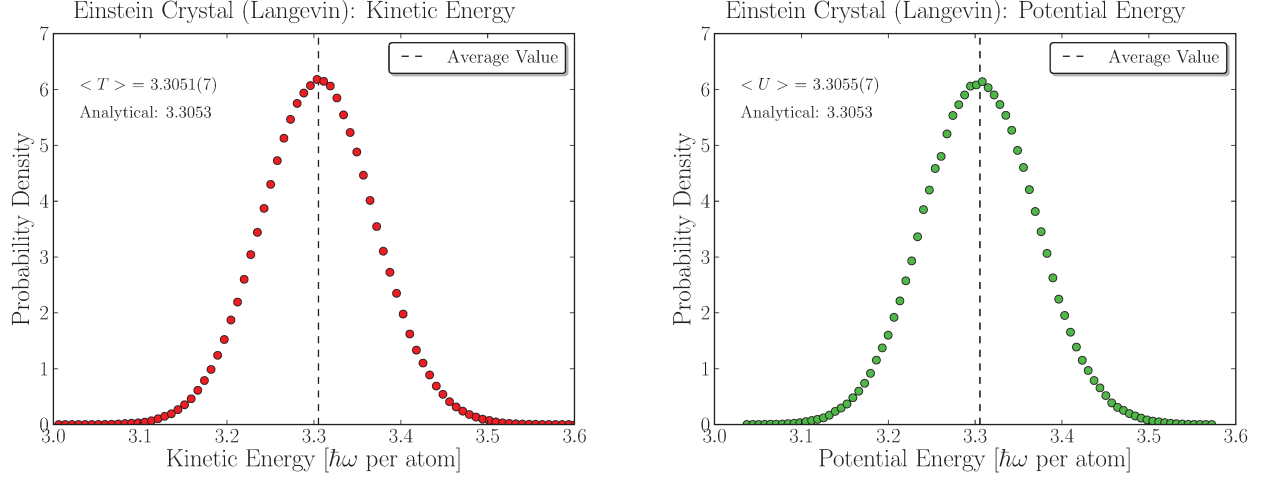 Einstein Crystal (Langevin): Kinetic Energy
7
6
5
4
3
2
1
0
Probability Density
< T > = 3.3051(7)
Analytical: 3.3053
Average Value
3.0 3.1 3.2 3.3 3.4 3.5 3.6
Kinetic Energy [ℏω per atom]
Einstein Crystal (Langevin): Potential Energy
7
6
5
4
3
2
1
0
Probability Density
< U > = 3.3055(7)
Analytical: 3.3053
Average Value
3.0 3.1 3.2 3.3 3.4 3.5 3.6
Potential Energy [ℏω per atom]